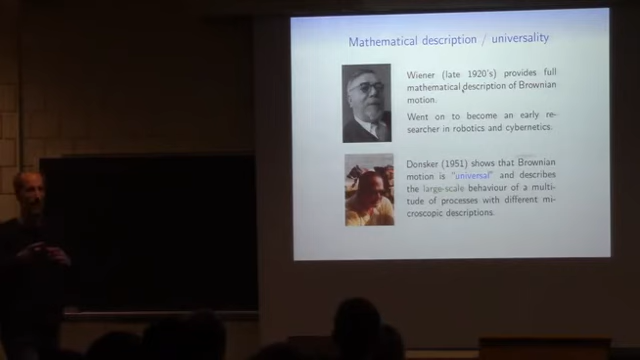 Mathematical description / universality
Wiener (late 1920's) provides full
mathematical description of Brownian
motion.
Went on to become an early re-
searcher in robotics and cybernetics.
Donsker (1951) shows that Brownian
motion is "universal" and describes
the large-scale behaviour of a multi-
tude of processes with different mi-
croscopic descriptions.